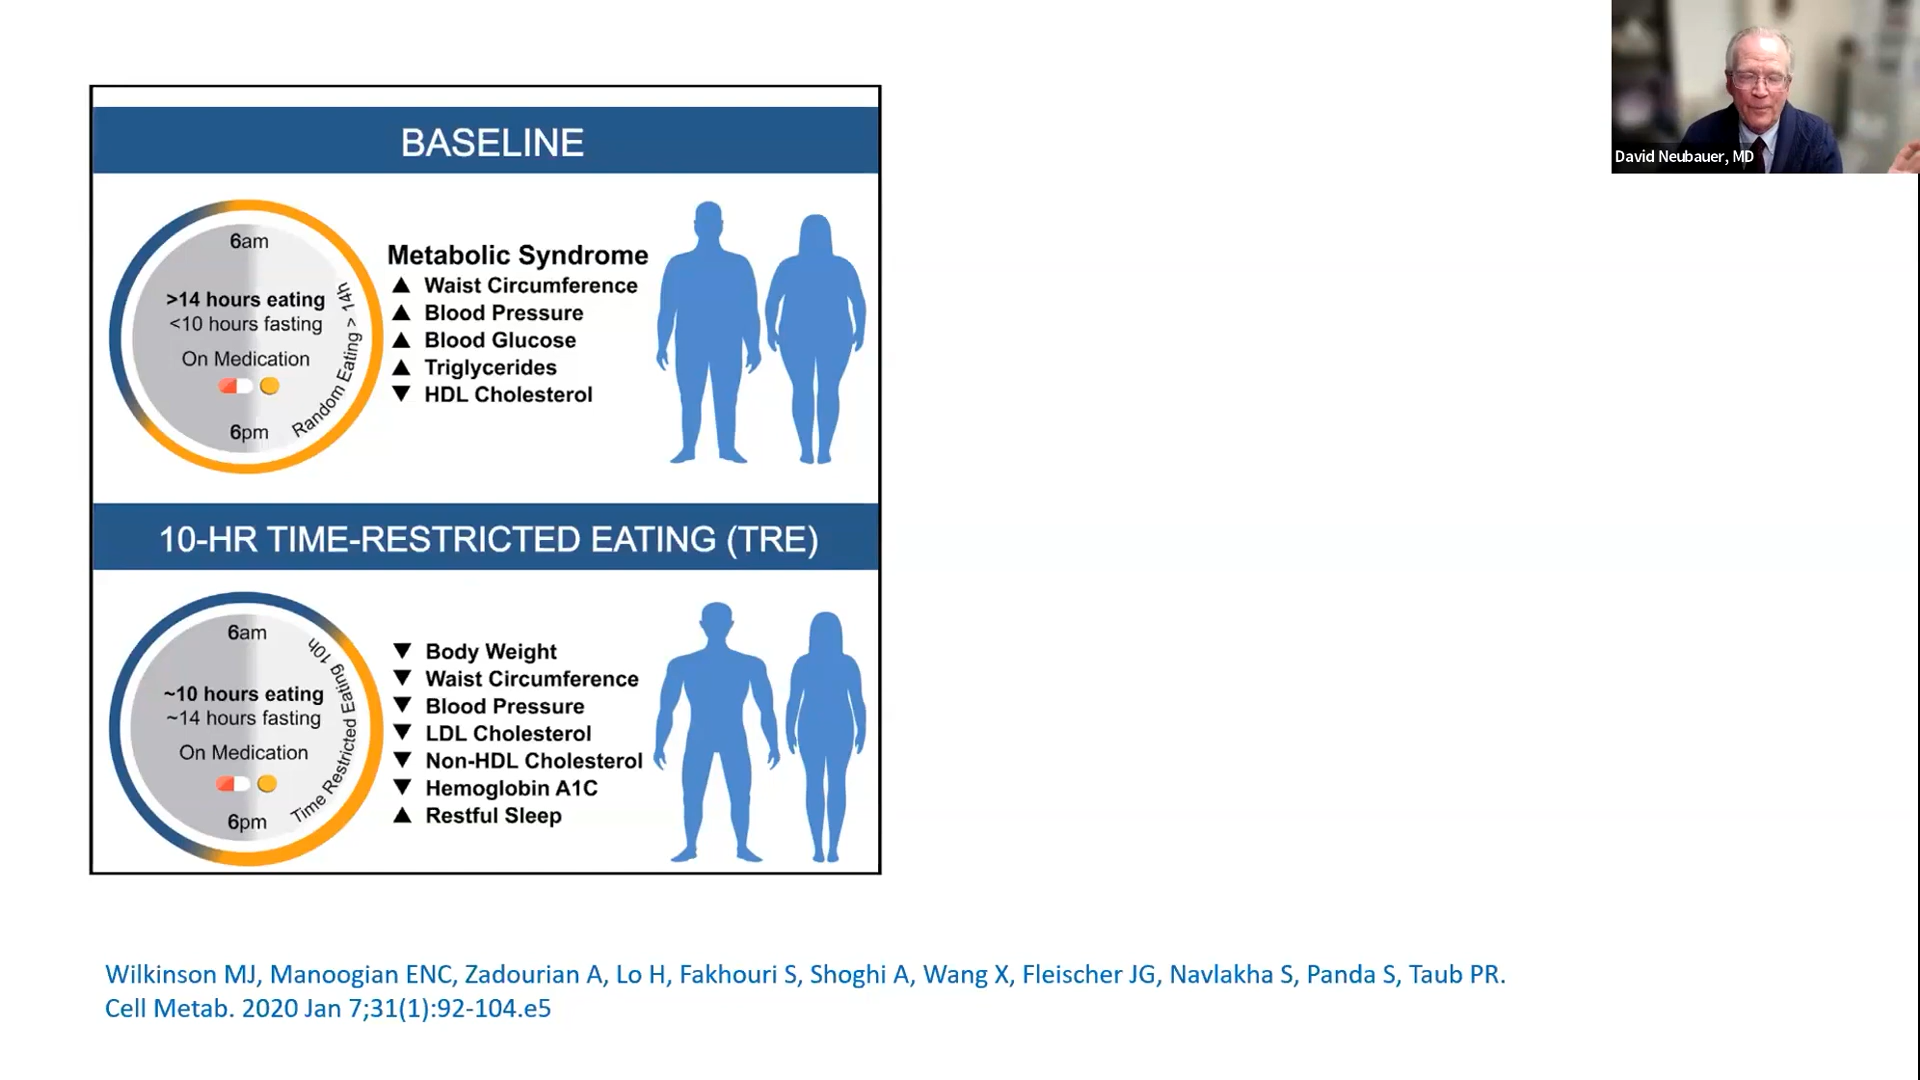 David Neubauer, MD
BASELINE
6am
>14 hours eating
<10 hours fasting
On Medication
6pm
Random Eating > 14h
Metabolic Syndrome
▲ Waist Circumference
▲ Blood Pressure
▲ Blood Glucose
▲ Triglycerides
▼ HDL Cholesterol
10-HR TIME-RESTRICTED EATING (TRE)
6am
~10 hours eating
~14 hours fasting
On Medication
6pm
Time Restricted Eating 10h
▼ Body Weight
▼ Waist Circumference
▼ Blood Pressure
▼ LDL Cholesterol
▼ Non-HDL Cholesterol
▼ Hemoglobin A1C
▲ Restful Sleep
Wilkinson MJ, Manoogian ENC, Zadourian A, Lo H, Fakhouri S, Shoghi A, Wang X, Fleischer JG, Navlakha S, Panda S, Taub PR.
Cell Metab. 2020 Jan 7;31(1):92-104.e5